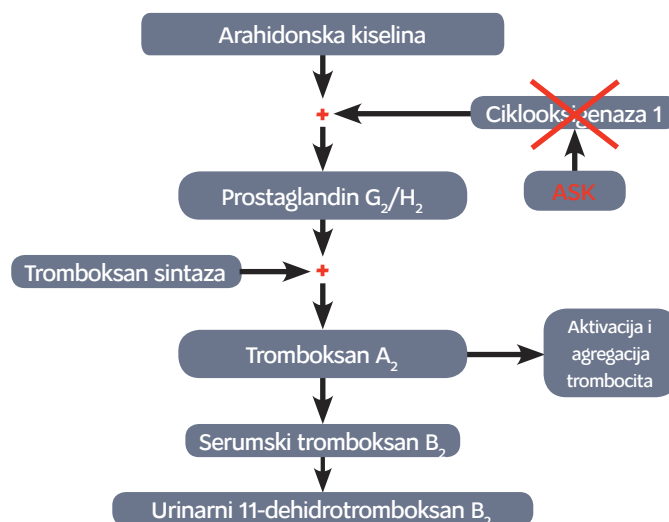 Arahidonska kiselina
+
Ciklooksigenaza 1
ASK
Prostaglandin G₂/H₂
Tromboksan sintaza
+
Tromboksan A₂
Aktivacija i
agregacija
trombocita
Serumski tromboksan B₂
Urinarni 11-dehidrotromboksan B₂